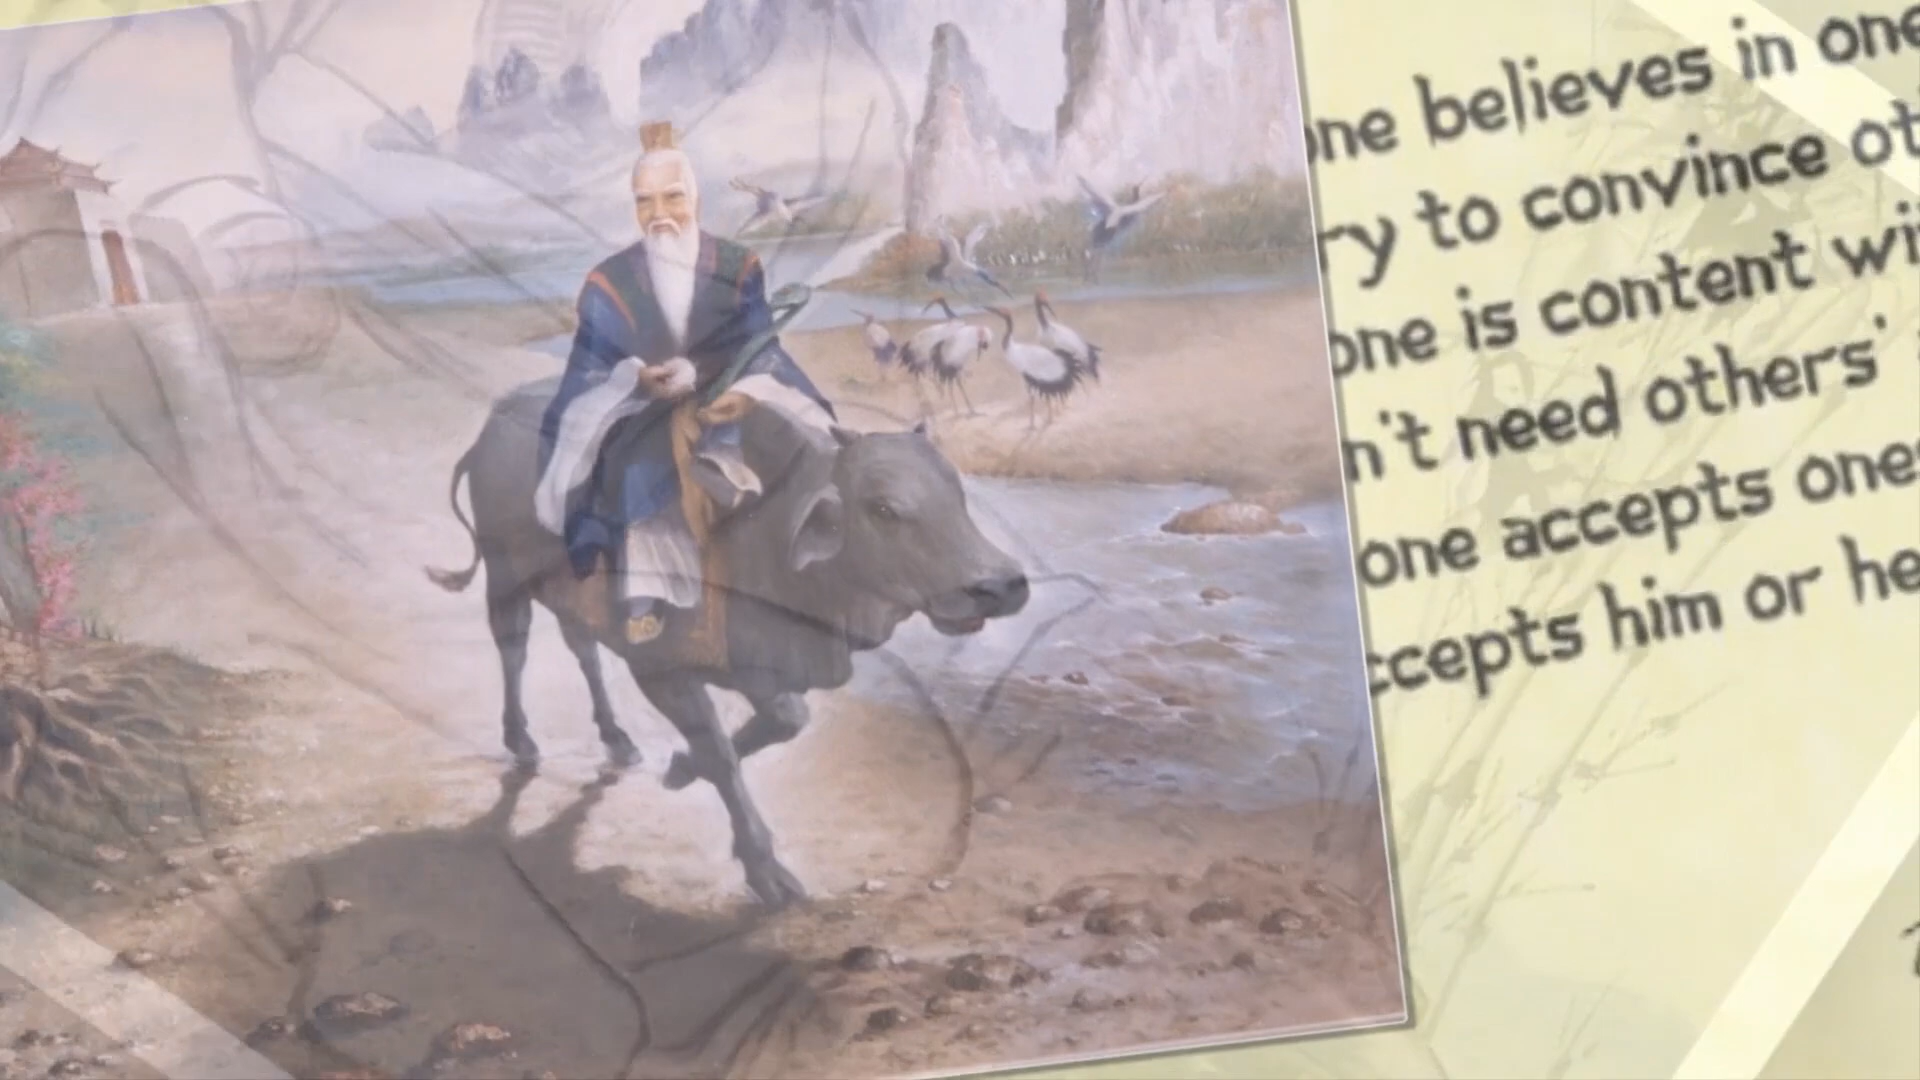 one believes in one
ry to convince ot
one is content wi
n't need others'
one accepts one
ccepts him or he